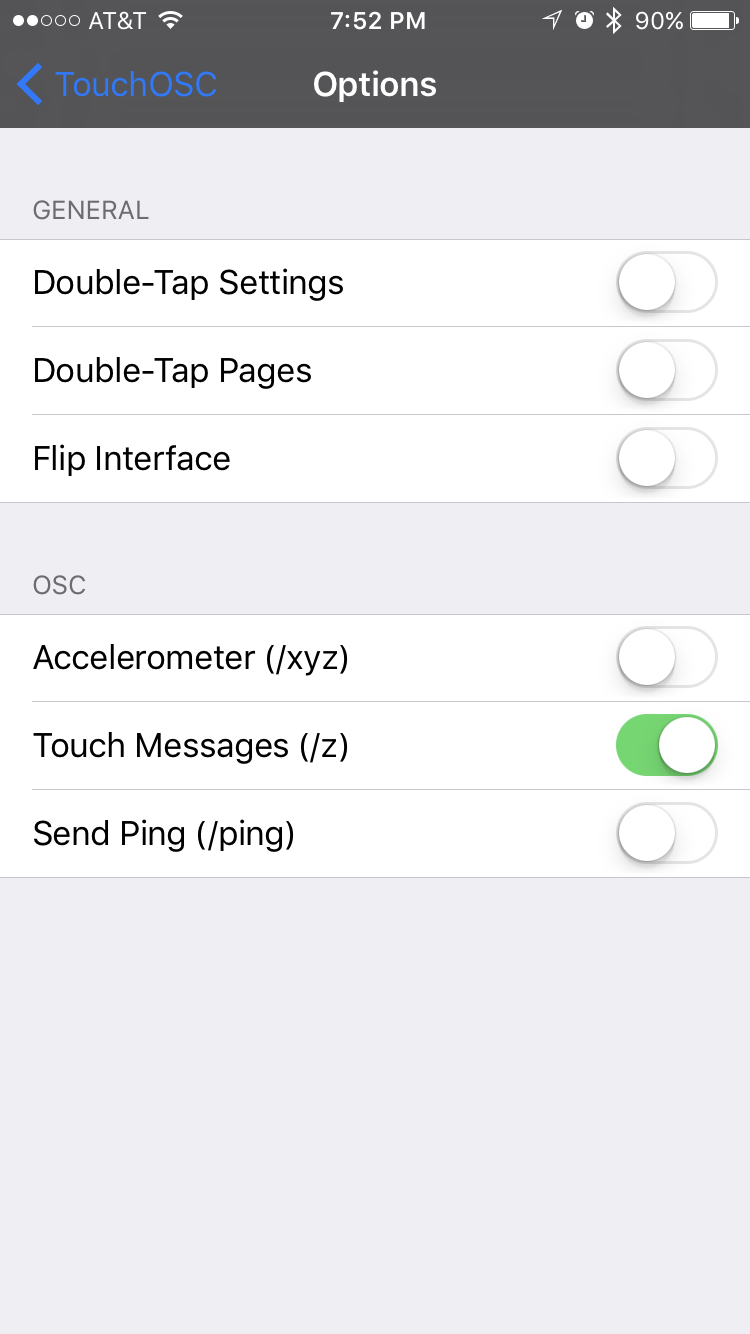 AT&T 7:52 PM 90%
TouchOSC Options
GENERAL
Double-Tap Settings
Double-Tap Pages
Flip Interface
OSC
Accelerometer (/xyz)
Touch Messages (/z)
Send Ping (/ping)